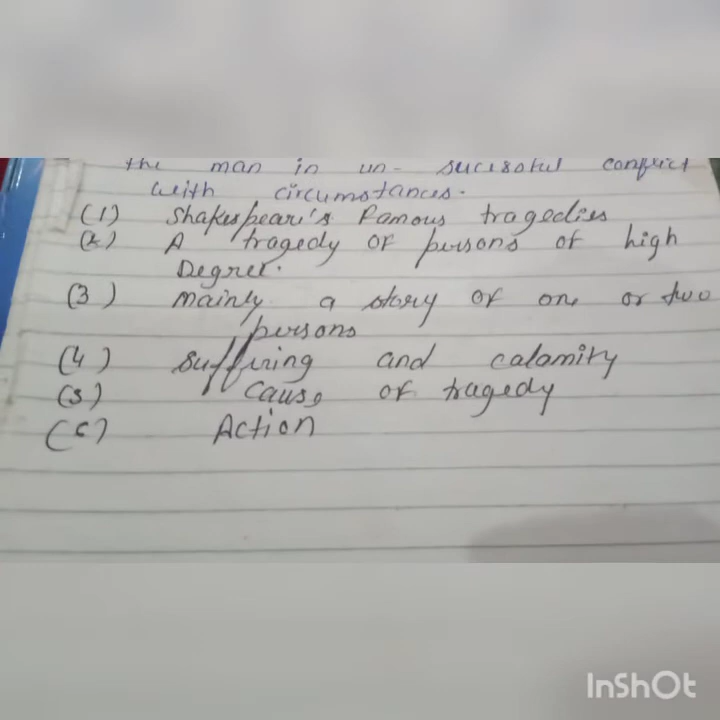 the man in un- sucessful conflict
with circumstances.
(1) Shakespeare's Famous tragedies
(2) A tragedy of persons of high
Degree.
(3) mainly a story of one or two
persons
(4) suffering and calamity
(5) Cause of tragedy
(6) Action
InShOt